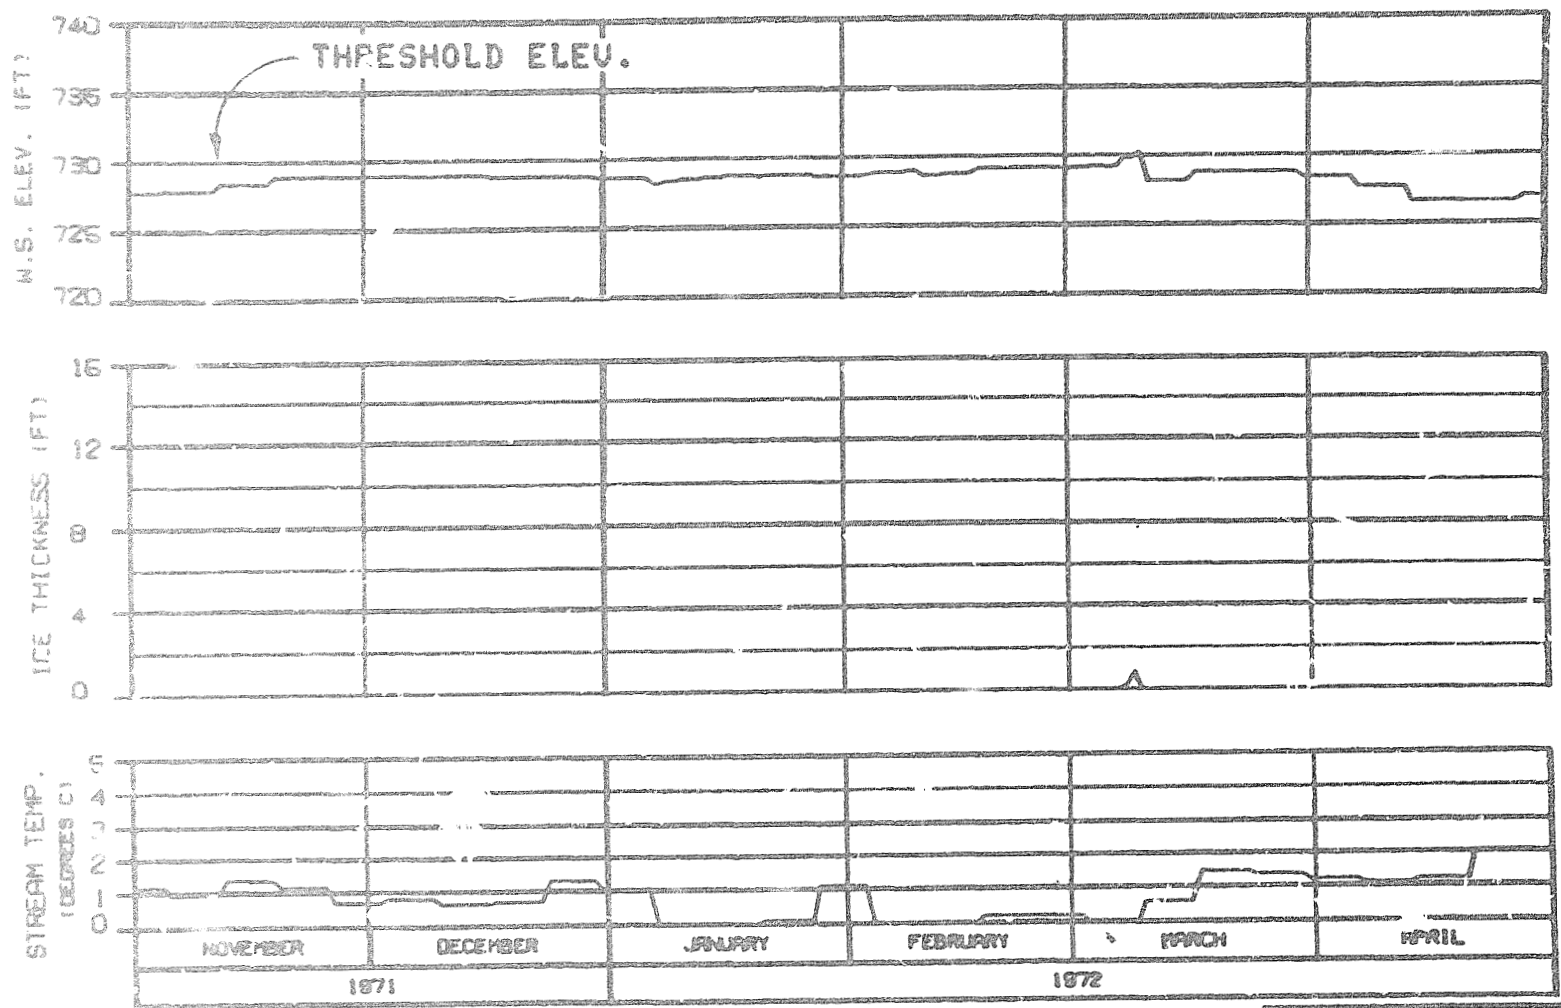 740
THRESHOLD ELEV.
735
730
725
720
W.S. ELEV. (FT)
16
12
8
4
0
ICE THICKNESS (FT)
5
4
3
2
1
0
STREAM TEMP.
(DEGREES C)
NOVEMBER DECEMBER JANUARY FEBRUARY MARCH APRIL
1971 1972